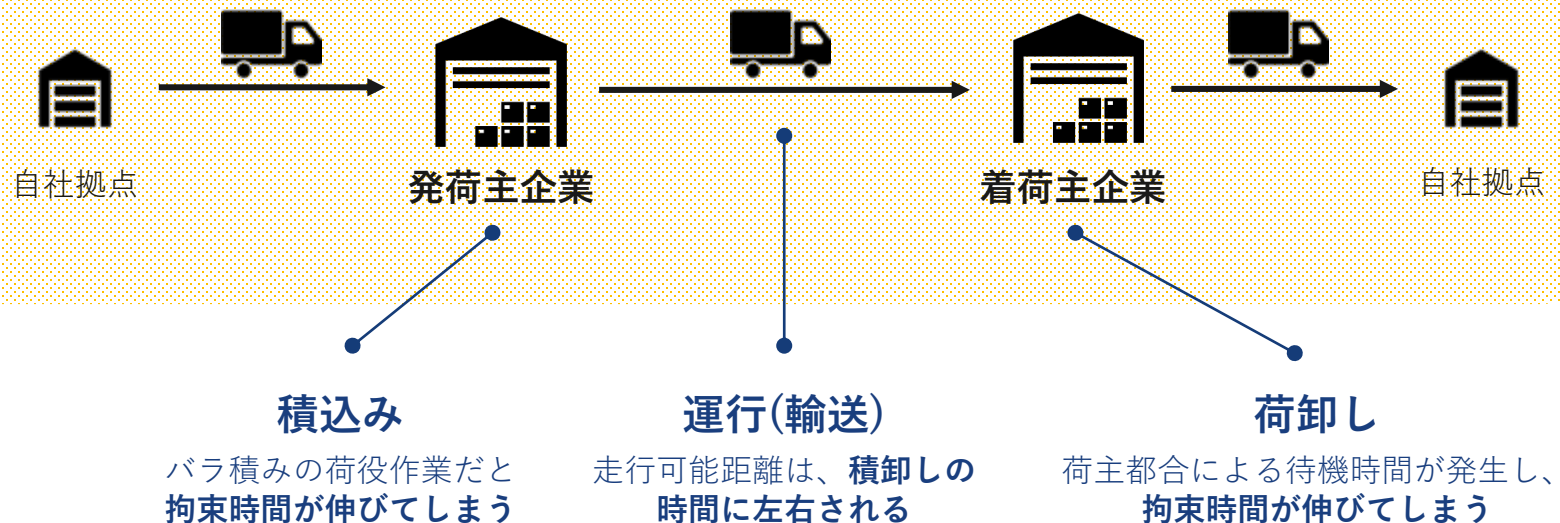 自社拠点
発荷主企業
着荷主企業
自社拠点
積込み
バラ積みの荷役作業だと
拘束時間が伸びてしまう
運行(輸送)
走行可能距離は、積卸しの
時間に左右される
荷卸し
荷主都合による待機時間が発生し、
拘束時間が伸びてしまう